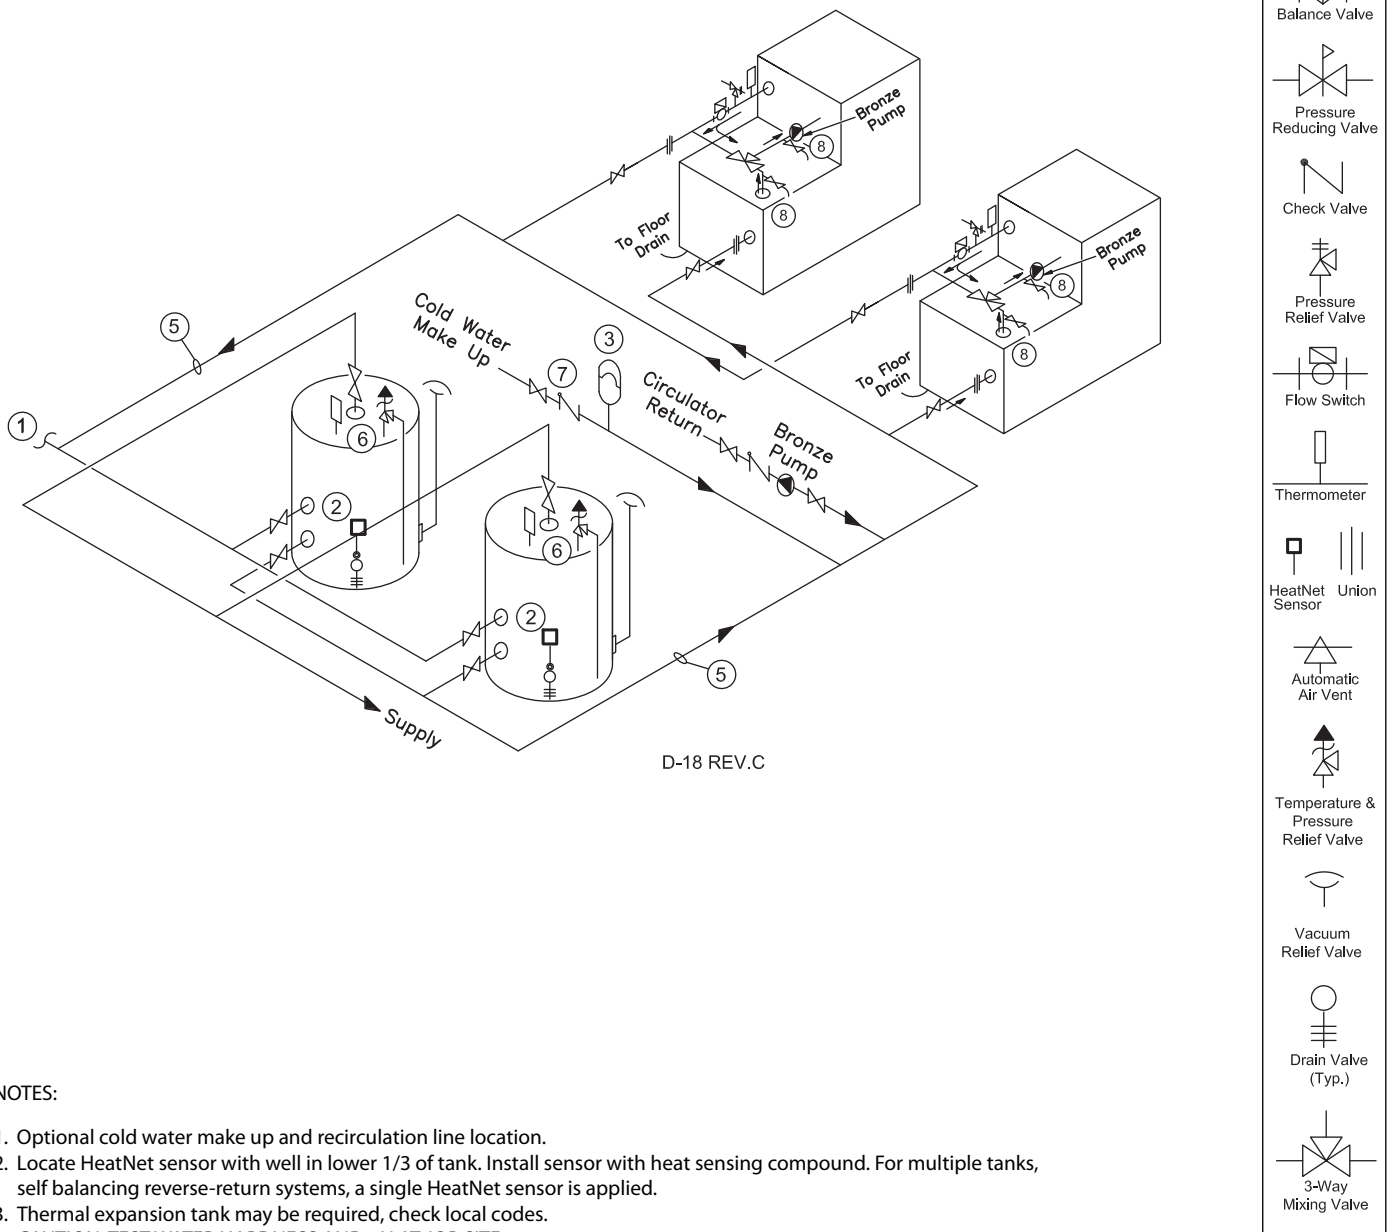 Balance Valve
Pressure
Reducing Valve
Check Valve
Pressure
Relief Valve
Flow Switch
Thermometer
HeatNet
Sensor
Union
Automatic
Air Vent
Temperature &
Pressure
Relief Valve
Vacuum
Relief Valve
Drain Valve
(Typ.)
3-Way
Mixing Valve
Bronze
Pump
8
8
To Floor
Drain
Bronze
Pump
8
8
To Floor
Drain
Cold Water
Make Up
5
3
7
1
6
2
Circulator
Return
Bronze
Pump
6
2
5
Supply
D-18 REV.C
NOTES:
1. Optional cold water make up and recirculation line location.
2. Locate HeatNet sensor with well in lower 1/3 of tank. Install sensor with heat sensing compound. For multiple tanks,
self balancing reverse-return systems, a single HeatNet sensor is applied.
3. Thermal expansion tank may be required, check local codes.